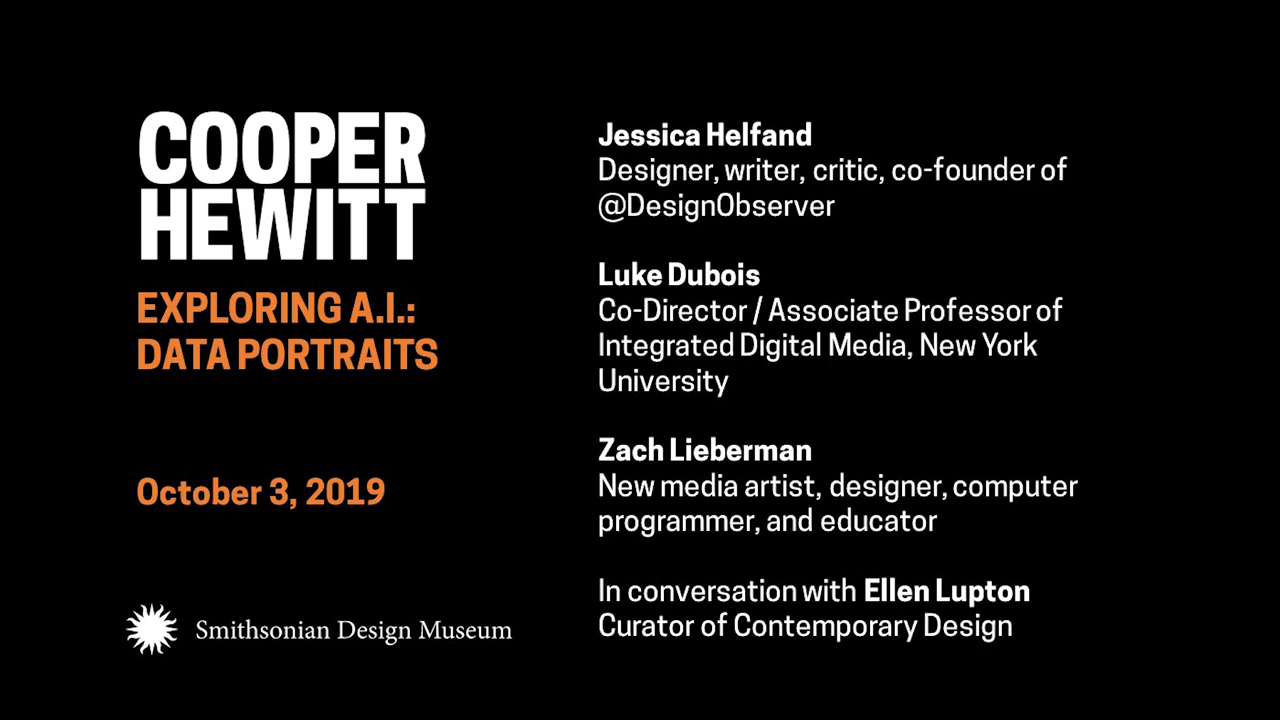 COOPER
HEWITT
EXPLORING A.I.:
DATA PORTRAITS
October 3, 2019
Smithsonian Design Museum
Jessica Helfand
Designer, writer, critic, co-founder of
@DesignObserver
Luke Dubois
Co-Director / Associate Professor of
Integrated Digital Media, New York
University
Zach Lieberman
New media artist, designer, computer
programmer, and educator
In conversation with Ellen Lupton
Curator of Contemporary Design